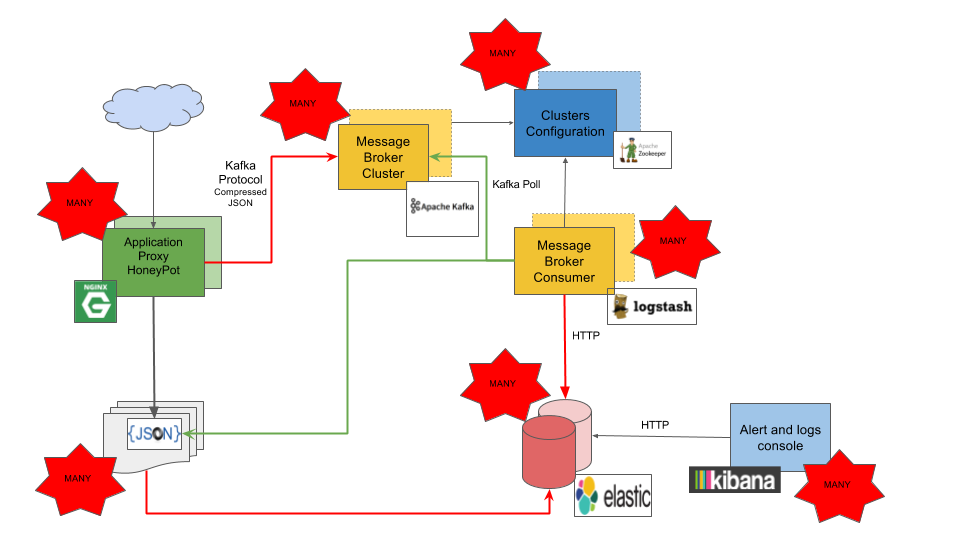 MANY
MANY
Clusters
Configuration
Apache
Zookeeper
Message
Broker
Cluster
Apache Kafka
Kafka
Protocol
Compressed
JSON
Kafka Poll
MANY
Application
Proxy
HoneyPot
NGINX
G
Message
Broker
Consumer
MANY
logstash
HTTP
MANY
{JSON}
MANY
elastic
HTTP
Alert and logs
console
kibana
MANY